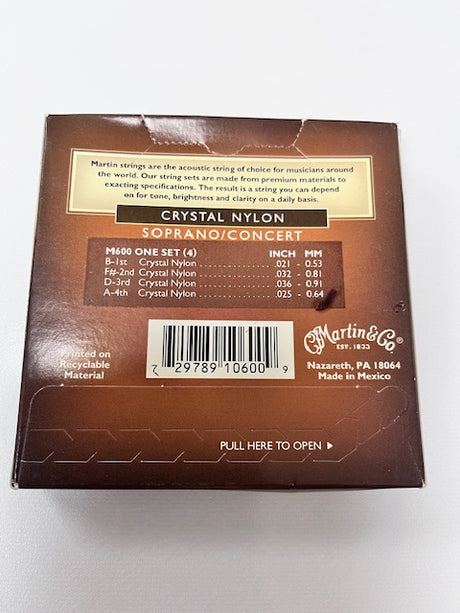 Martin strings are the acoustic string of choice for musicians around
the world. Our string sets are made from premium materials to
exacting specifications. The result is a string you can depend
on for tone, brightness and clarity on a daily basis.
CRYSTAL NYLON
SOPRANO/CONCERT
M600 ONE SET (4) INCH MM
B-1st Crystal Nylon .021 - 0.53
F#-2nd Crystal Nylon .032 - 0.81
D-3rd Crystal Nylon .036 - 0.91
A-4th Crystal Nylon .025 - 0.64
7 29789 10600 9
Printed on
Recyclable
Material
Martin & Co.
EST. 1833
Nazareth, PA 18064
Made in Mexico
PULL HERE TO OPEN ▶